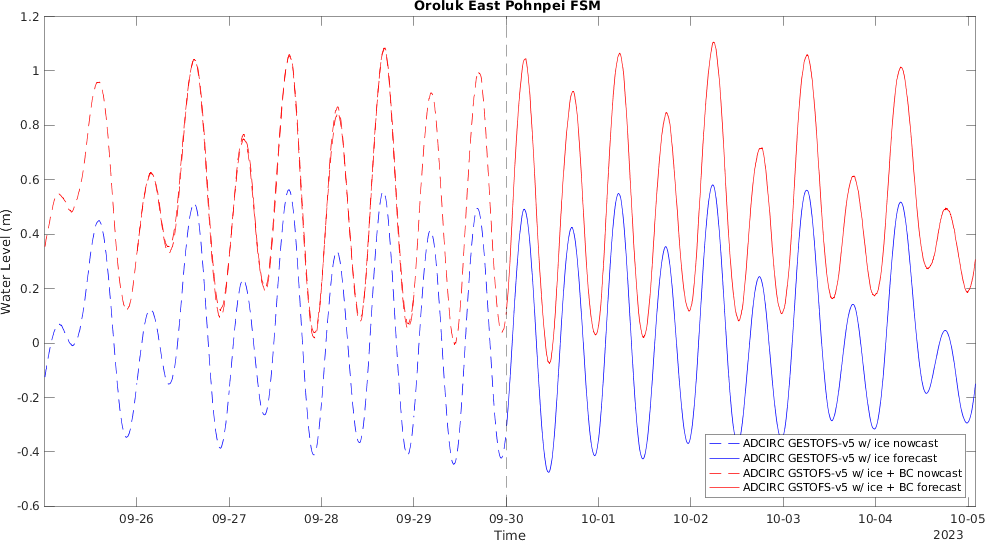 Oroluk East Pohnpei FSM
Water Level (m)
1.2
1
0.8
0.6
0.4
0.2
0
-0.2
-0.4
-0.6
ADCIRC GESTOFS-v5 w/ ice nowcast
ADCIRC GESTOFS-v5 w/ ice forecast
ADCIRC GSTOFS-v5 w/ ice + BC nowcast
ADCIRC GSTOFS-v5 w/ ice + BC forecast
09-26 09-27 09-28 09-29 09-30 10-01 10-02 10-03 10-04 10-05
Time
2023